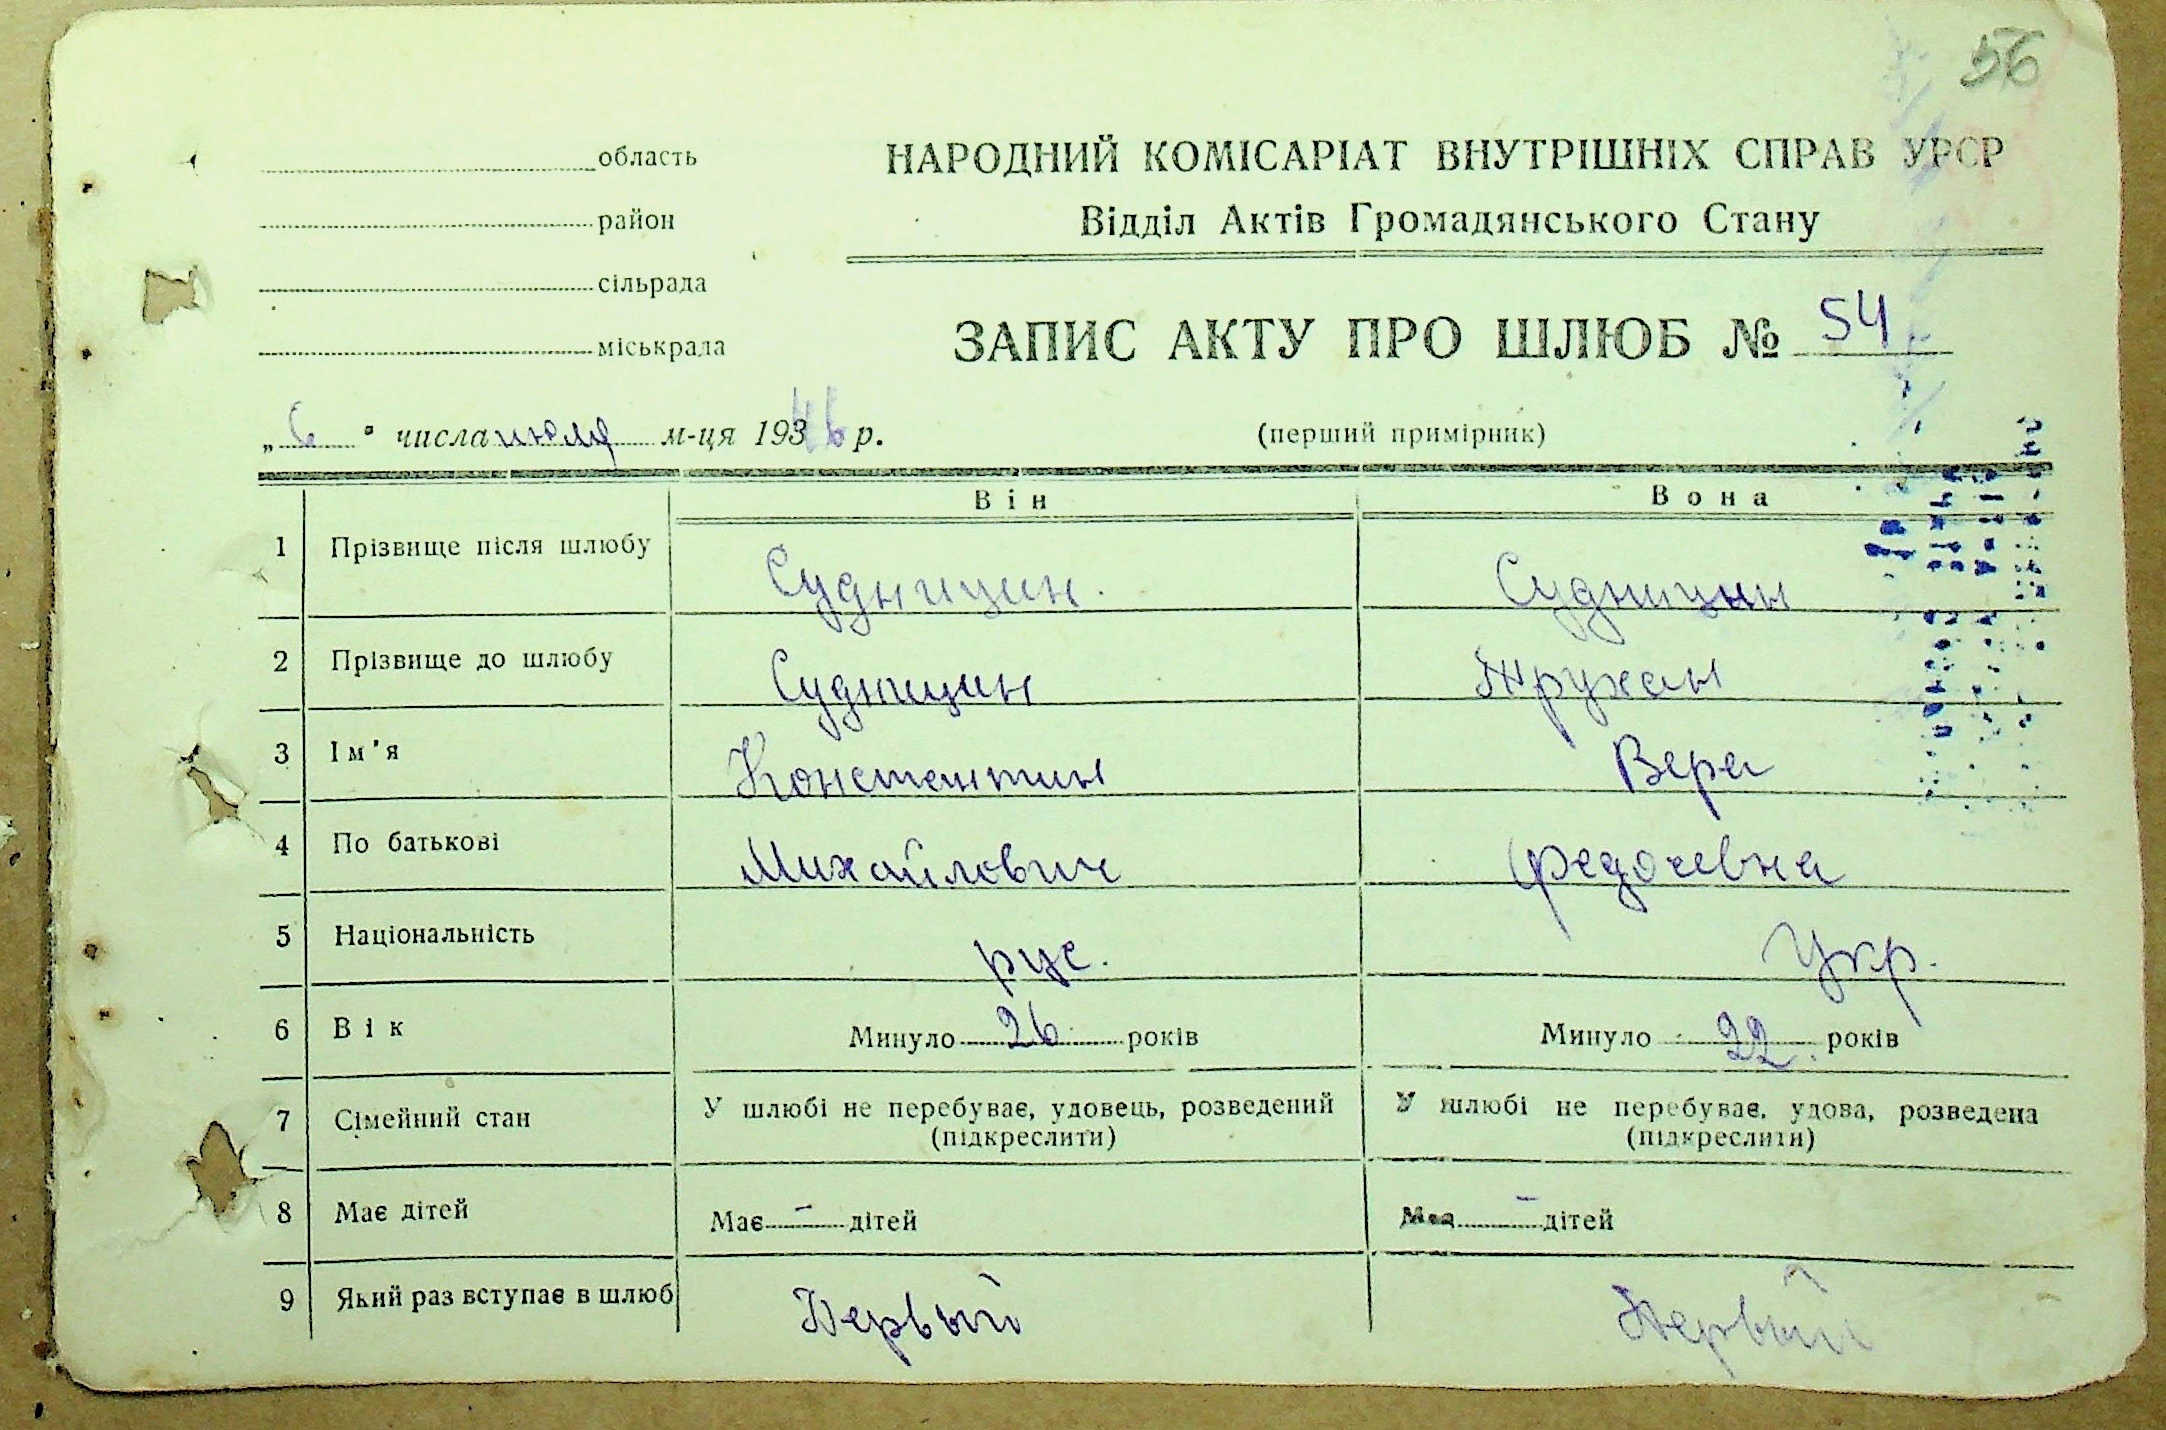 56
область
район
сільрада
міськрада
НАРОДНИЙ КОМІСАРІАТ ВНУТРІШНІХ СПРАВ УРСР
Відділ Актів Громадянського Стану
ЗАПИС АКТУ ПРО ШЛЮБ № 54
„6" числа июля м-ця 1946 р.
(перший примірник)
Він Вона
1 Прізвище після шлюбу Судницин. Судницын
2 Прізвище до шлюбу Судницин Трухан
3 Ім'я Константин Вера
4 По батькові Михайлович Федоревна
5 Національність рус. Укр.
6 Вік Минуло 26 років Минуло 22 років
7 Сімейний стан У шлюбі не перебуває, удовець, розведений У шлюбі не перебуває, удова, розведена
(підкреслити) (підкреслити)
8 Має дітей Має - дітей Має - дітей
9 Який раз вступає в шлюб Первый Первый